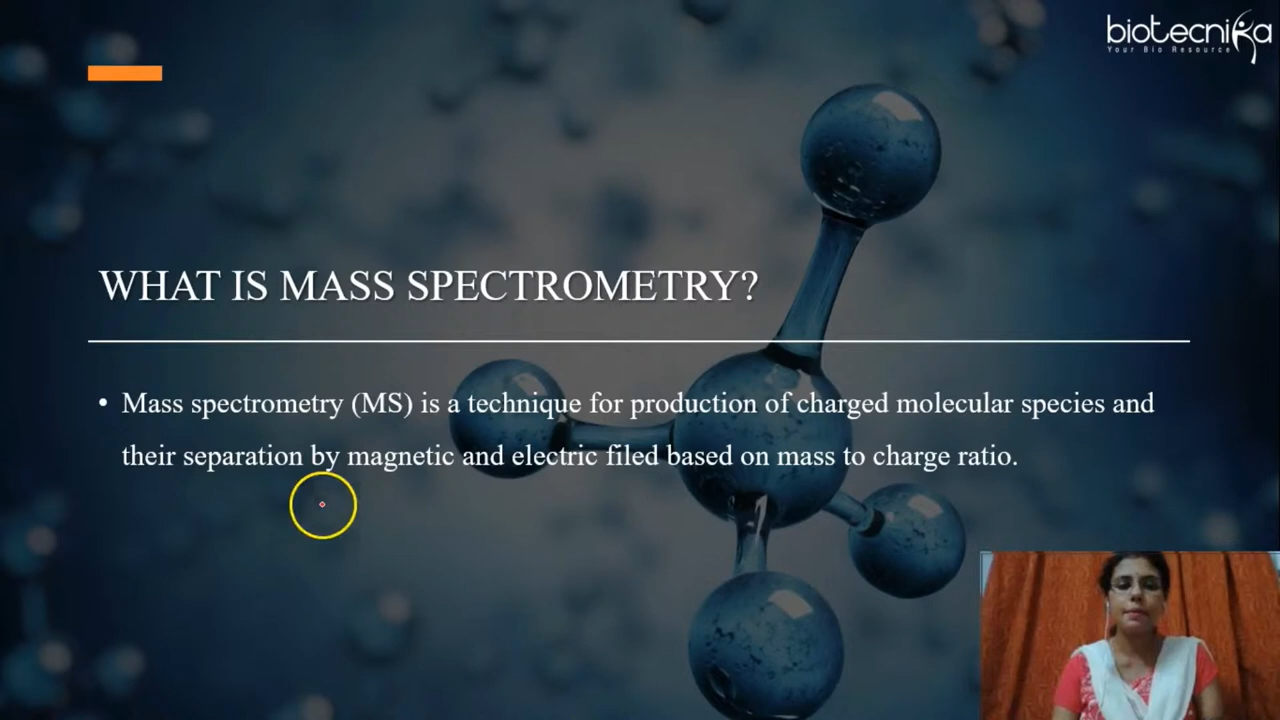 biotecnika
Your Bio Resource
WHAT IS MASS SPECTROMETRY?
• Mass spectrometry (MS) is a technique for production of charged molecular species and
their separation by magnetic and electric filed based on mass to charge ratio.